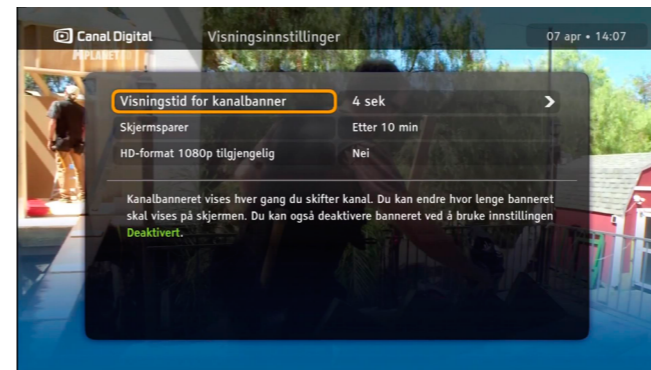 Canal Digital
Visningsinnstillinger
07 apr • 14:07
Visningstid for kanalbanner
4 sek
Skjermsparer
Etter 10 min
HD-format 1080p tilgjengelig
Nei
Kanalbanneret vises hver gang du skifter kanal. Du kan endre hvor lenge banneret
skal vises på skjermen. Du kan også deaktivere banneret ved å bruke innstillingen
Deaktivert.